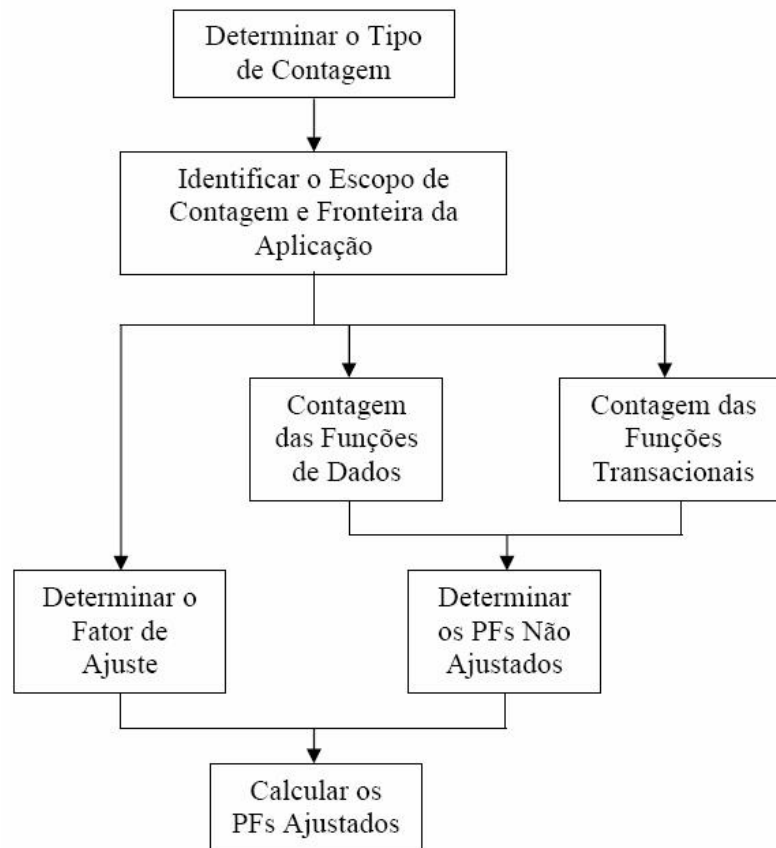 Determinar o Tipo
de Contagem
Identificar o Escopo de
Contagem e Fronteira da
Aplicação
Contagem
das Funções
de Dados
Contagem das
Funções
Transacionais
Determinar o
Fator de
Ajuste
Determinar
os PFs Não
Ajustados
Calcular os
PFs Ajustados